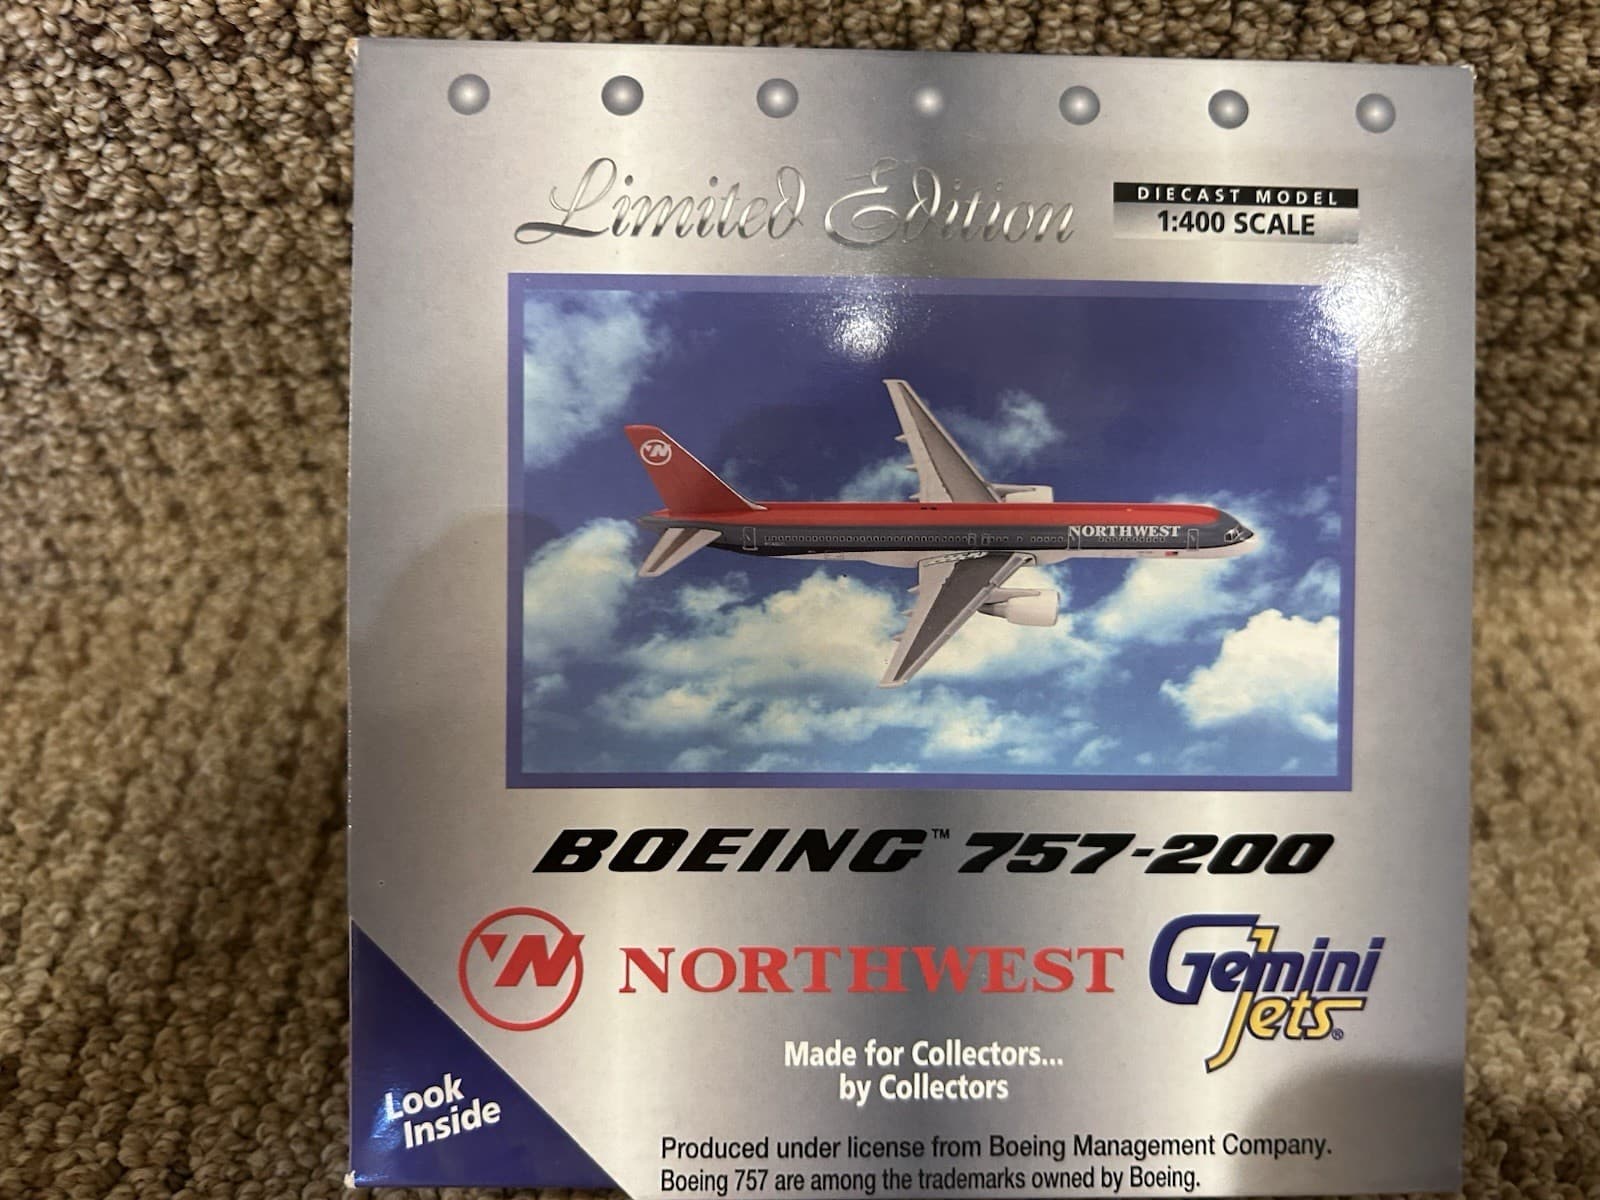 Limited Edition
DIECAST MODEL
1:400 SCALE
NORTHWEST
BOEING™ 757-200
N NORTHWEST
Gemini
Jets®
Made for Collectors...
by Collectors
Look
Inside
Produced under license from Boeing Management Company.
Boeing 757 are among the trademarks owned by Boeing.